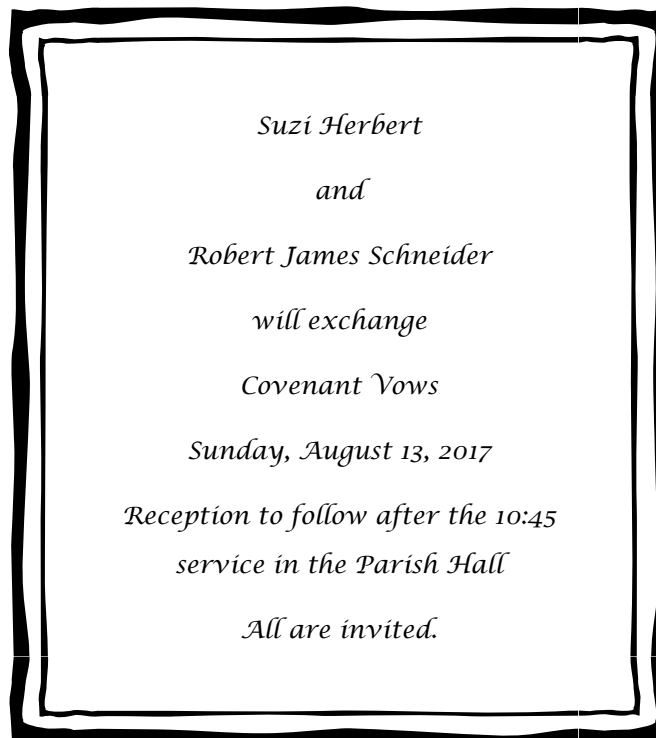 Suzi Herbert
and
Robert James Schneider
will exchange
Covenant Vows
Sunday, August 13, 2017
Reception to follow after the 10:45
service in the Parish Hall
All are invited.